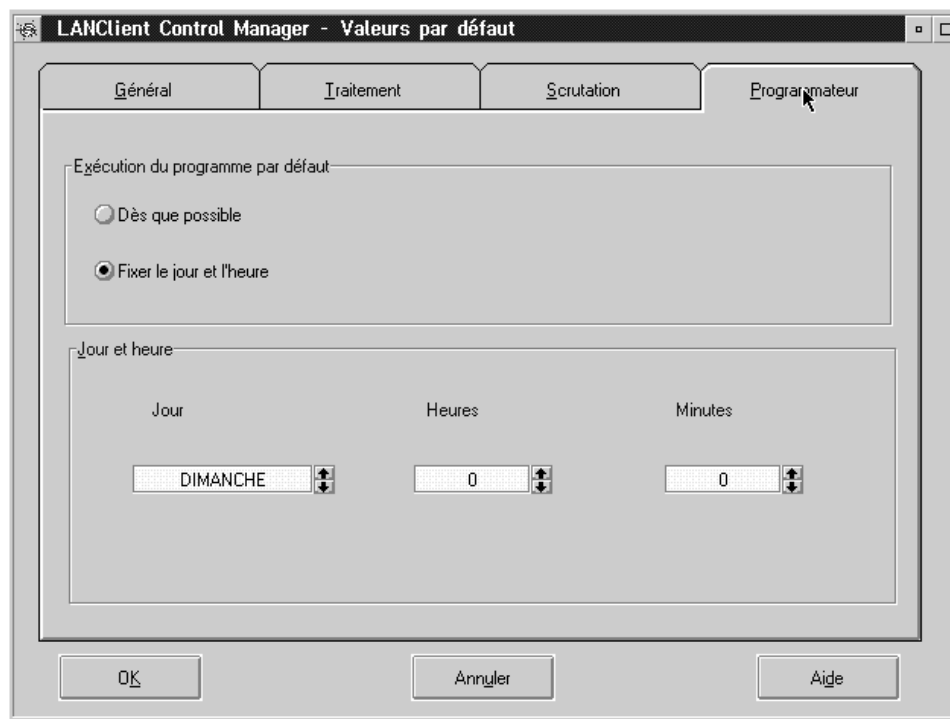 LANClient Control Manager - Valeurs par défaut
Général Traitement Scrutation Programmateur
Exécution du programme par défaut
Dès que possible
Fixer le jour et l'heure
Jour et heure
Jour Heures Minutes
DIMANCHE 0 0
OK Annuler Aide